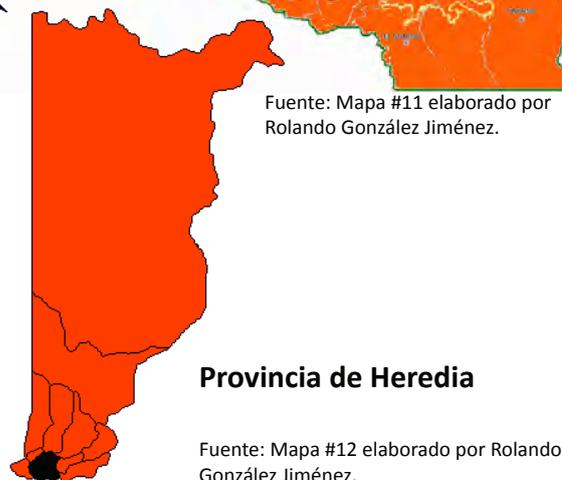 Fuente: Mapa #11 elaborado por
Rolando González Jiménez.
Provincia de Heredia
Fuente: Mapa #12 elaborado por Rolando
González Jiménez.